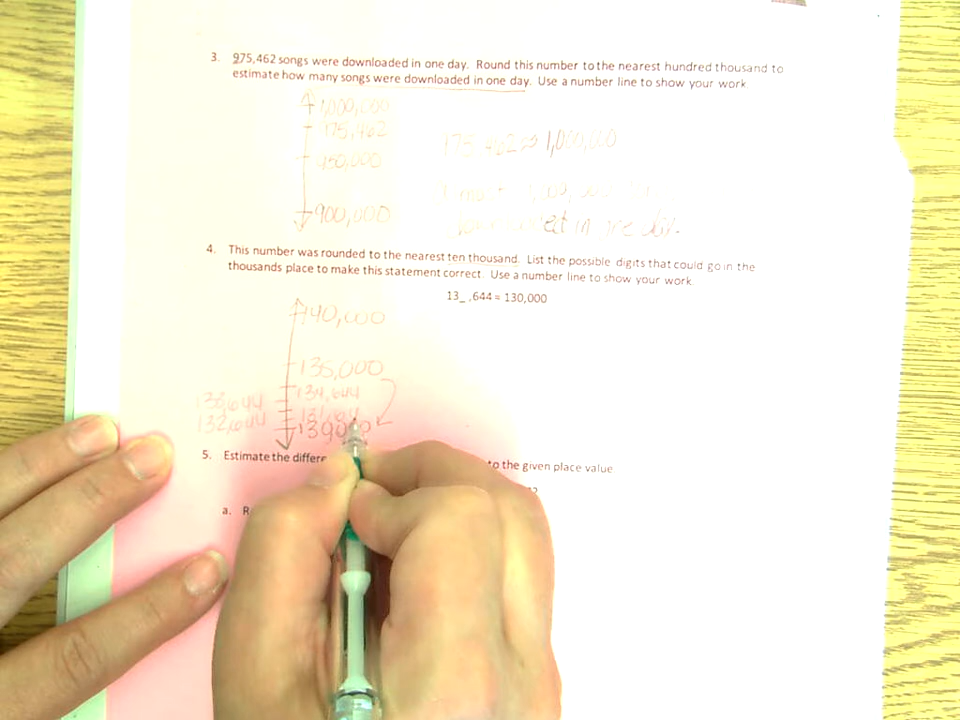 3. 975,462 songs were downloaded in one day. Round this number to the nearest hundred thousand to
estimate how many songs were downloaded in one day. Use a number line to show your work
1,000,000
975,462
950,000
900,000
975,462 ≈ 1,000,000
in one day.
4. This number was rounded to the nearest ten thousand. List the possible digits that could go in the
thousands place to make this statement correct. Use a number line to show your work.
13_,644 ≈ 130,000
140,000
135,000
134,644
133,644
132,644
131,644
5. Estimate the to the given place value
a.